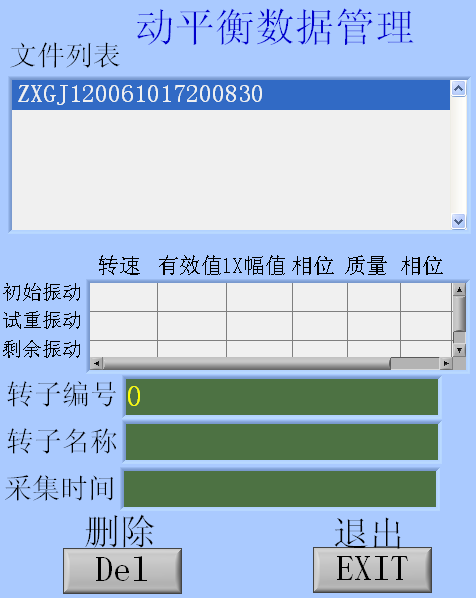 动平衡数据管理
文件列表
ZXGJ120061017200830
转速 有效值1X幅值 相位 质量 相位
初始振动
试重振动
剩余振动
转子编号 0
转子名称
采集时间
删除 退出
Del EXIT